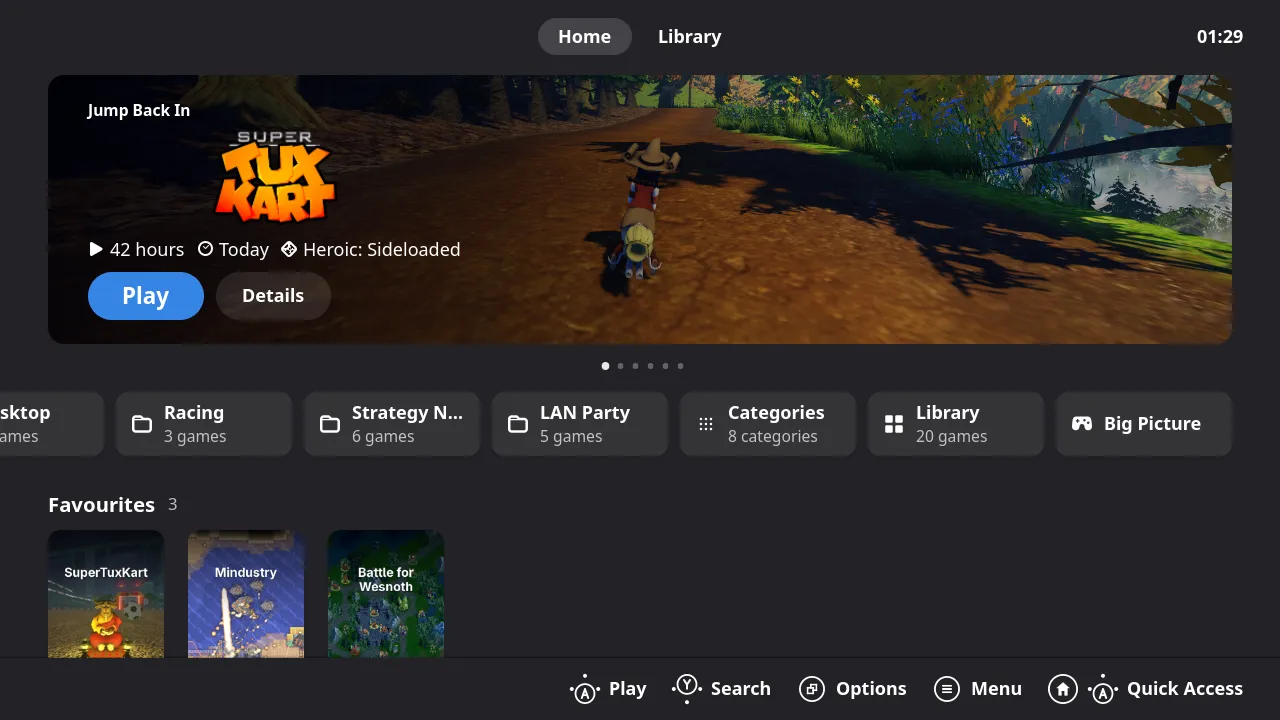 Home
Library
01:29
Jump Back In
SUPER
TUX
KART
42 hours
Today
Heroic: Sideloaded
Play
Details
sktop
ames
Racing
3 games
Strategy N...
6 games
LAN Party
5 games
Categories
8 categories
Library
20 games
Big Picture
Favourites 3
SuperTuxKart
Mindustry
Battle for
Wesnoth
A Play
Y Search
Options
Menu
A Quick Access